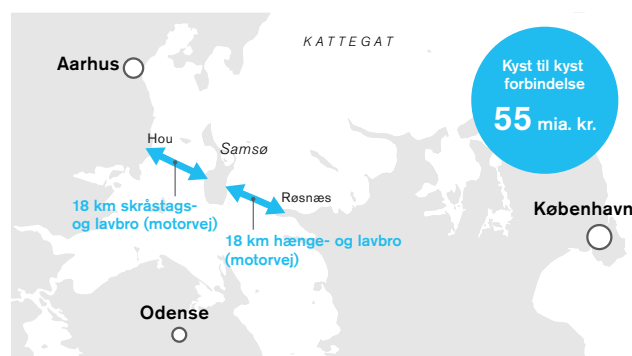 KATTEGAT
Kyst til kyst
forbindelse
55 mia. kr.
Aarhus
Hou
Samsø
Røsnæs
18 km skråstags-
og lavbro (motorvej)
København
18 km hænge- og lavbro
(motorvej)
Odense